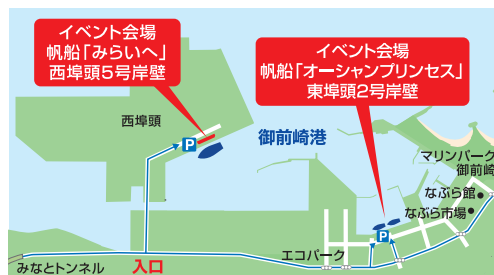 イベント会場
帆船「みらいへ」
西埠頭5号岸壁
イベント会場
帆船「オーシャンプリンセス」
東埠頭2号岸壁
西埠頭
P
御前崎港
マリンパーク
御前崎
なぶら館
なぶら市場
P
エコパーク
みなとトンネル
入口